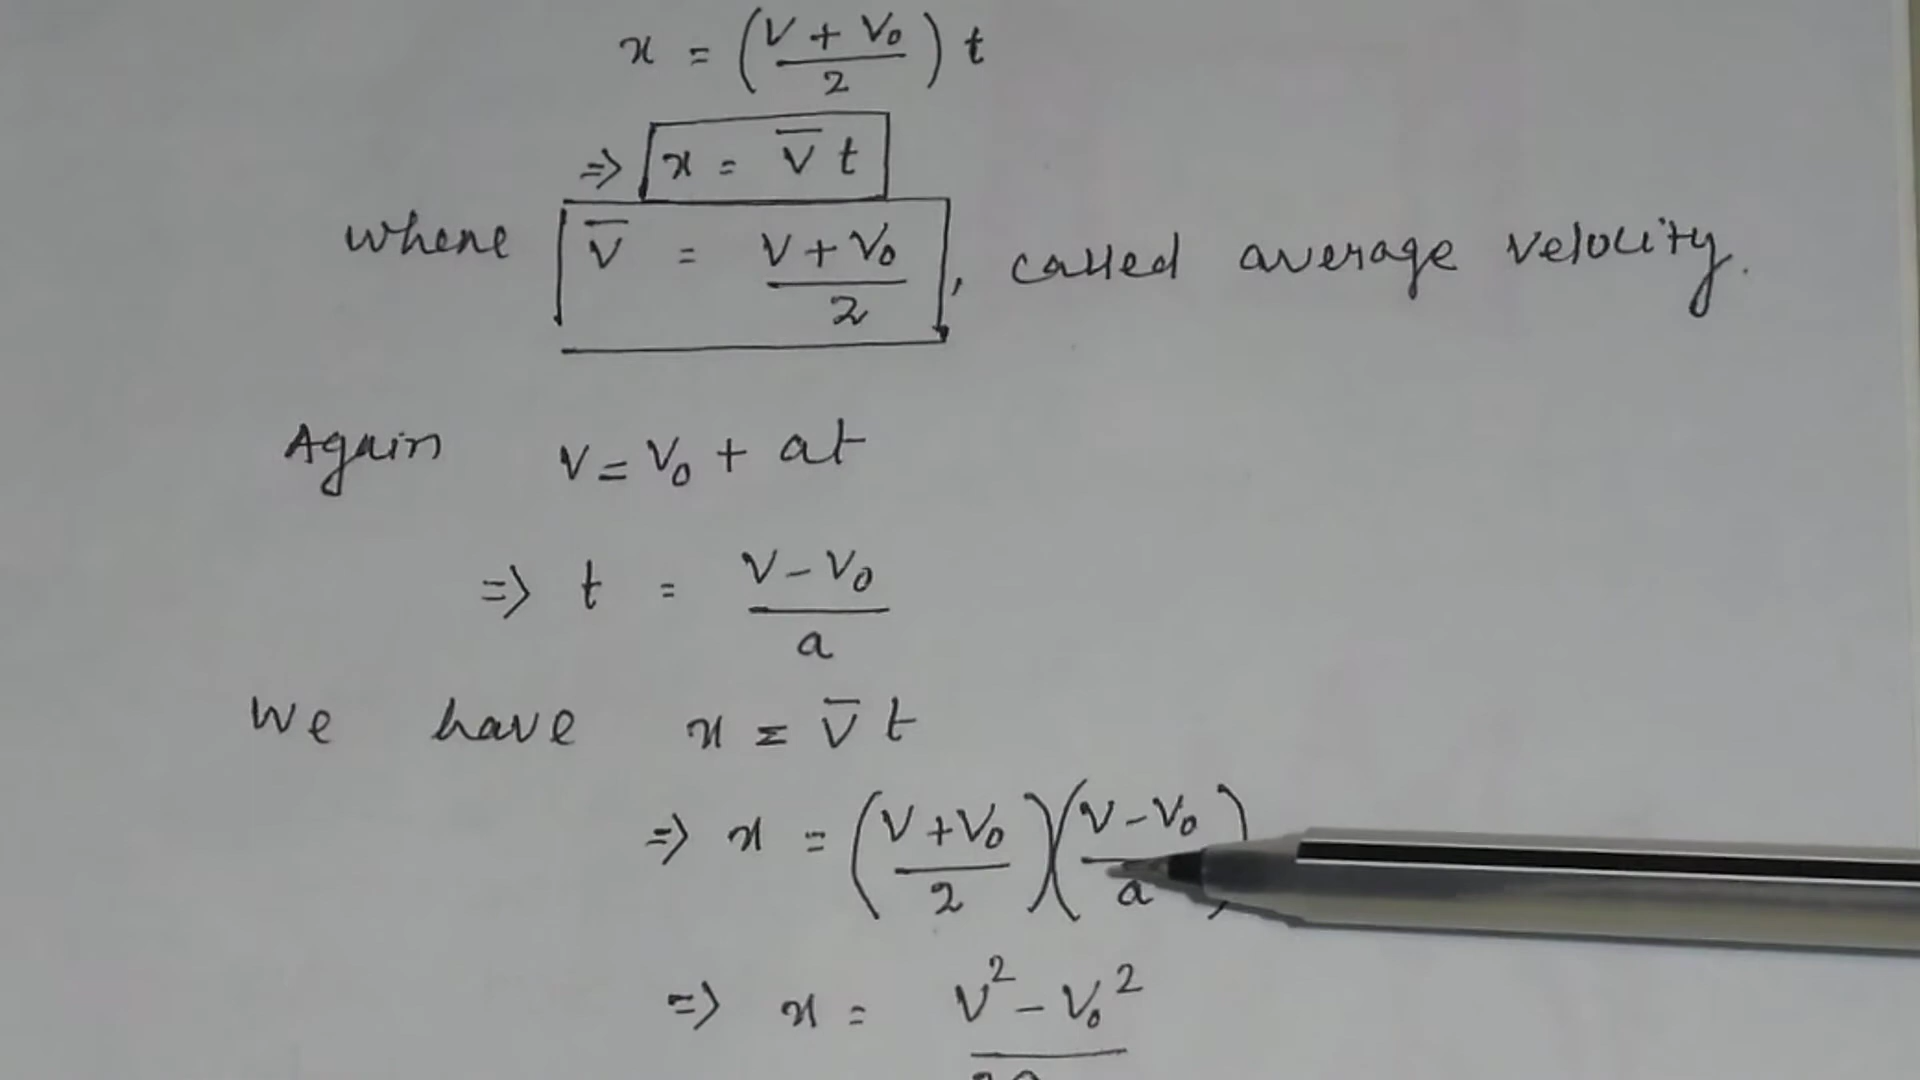 x = (v + v₀ / 2) t
⇒ x = v̄ t
where v̄ = v + v₀ / 2, called average velocity.
Again v = v₀ + at
⇒ t = v - v₀ / a
We have x = v̄ t
⇒ x = (v + v₀ / 2)(v - v₀ / a)
⇒ x = v² - v₀²